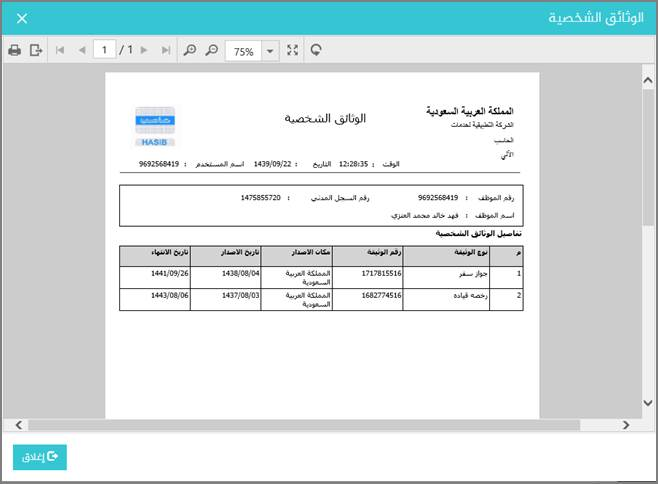 الوثائق الشخصية
1 / 1
75%
المملكة العربية السعودية
الشركة التطبيقية لخدمات
الحاسب
الآلي
الوثائق الشخصية
HASIB
الوقت : 12:28:35 التاريخ : 1439/09/22 اسم المستخدم : 9692568419
رقم الموظف : 9692568419 رقم السجل المدني : 1475855720
اسم الموظف : فهد خالد محمد العنزي
تفاصيل الوثائق الشخصية
م نوع الوثيقة رقم الوثيقة مكان الاصدار تاريخ الاصدار تاريخ الانتهاء
1 جواز سفر 1717815516 المملكة العربية السعودية 1438/08/04 1441/09/26
2 رخصه قياده 1682774516 المملكة العربية السعودية 1437/08/03 1443/08/06
إغلاق